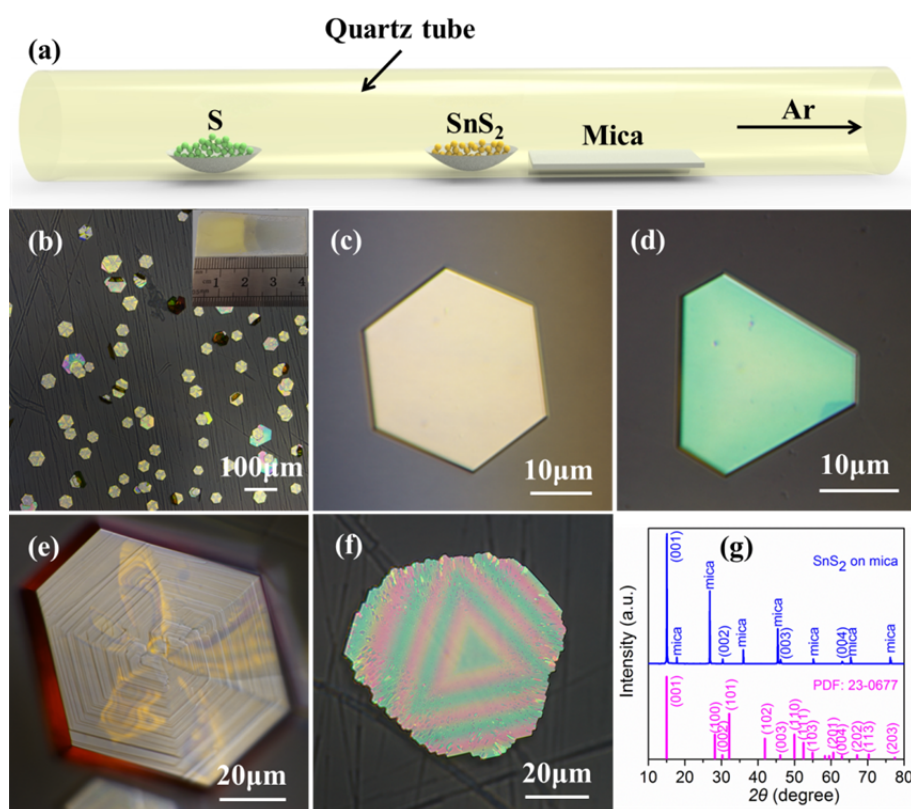 (a)
Quartz tube
S
SnS₂
Mica
Ar
(b)
cm 1 2 3 4
100μm
(c)
10μm
(d)
10μm
(e)
20μm
(f)
20μm
(g)
Intensity (a.u.)
SnS₂ on mica
(001)
mica
mica
(002)
mica
mica
(003)
mica
(004)
mica
mica
PDF: 23-0677
(001)
(100)
(002)
(101)
(102)
(003)
(110)
(111)
(103)
(201)
(004)
(202)
(113)
(203)
10 20 30 40 50 60 70 80
2θ (degree)